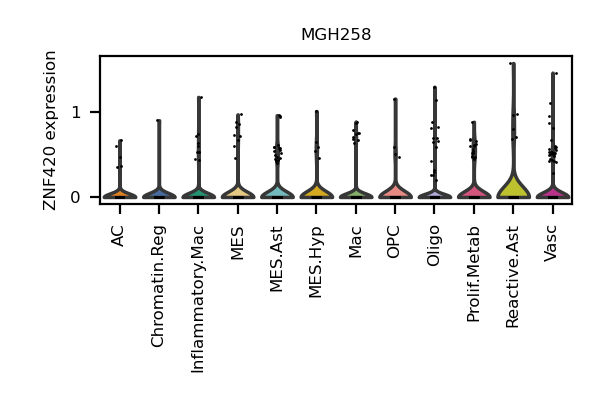 MGH258
ZNF420 expression
1
0
AC
Chromatin.Reg
Inflammatory.Mac
MES
MES.Ast
MES.Hyp
Mac
OPC
Oligo
Prolif.Metab
Reactive.Ast
Vasc